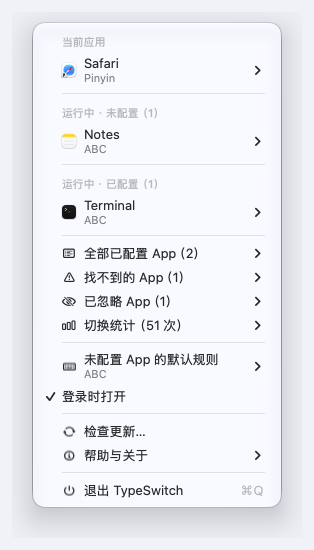 当前应用
Safari
Pinyin
运行中 · 未配置 (1)
Notes
ABC
运行中 · 已配置 (1)
Terminal
ABC
全部已配置 App (2)
找不到的 App (1)
已忽略 App (1)
切换统计 (51 次)
未配置 App 的默认规则
ABC
登录时打开
检查更新...
帮助与关于
退出 TypeSwitch ⌘Q